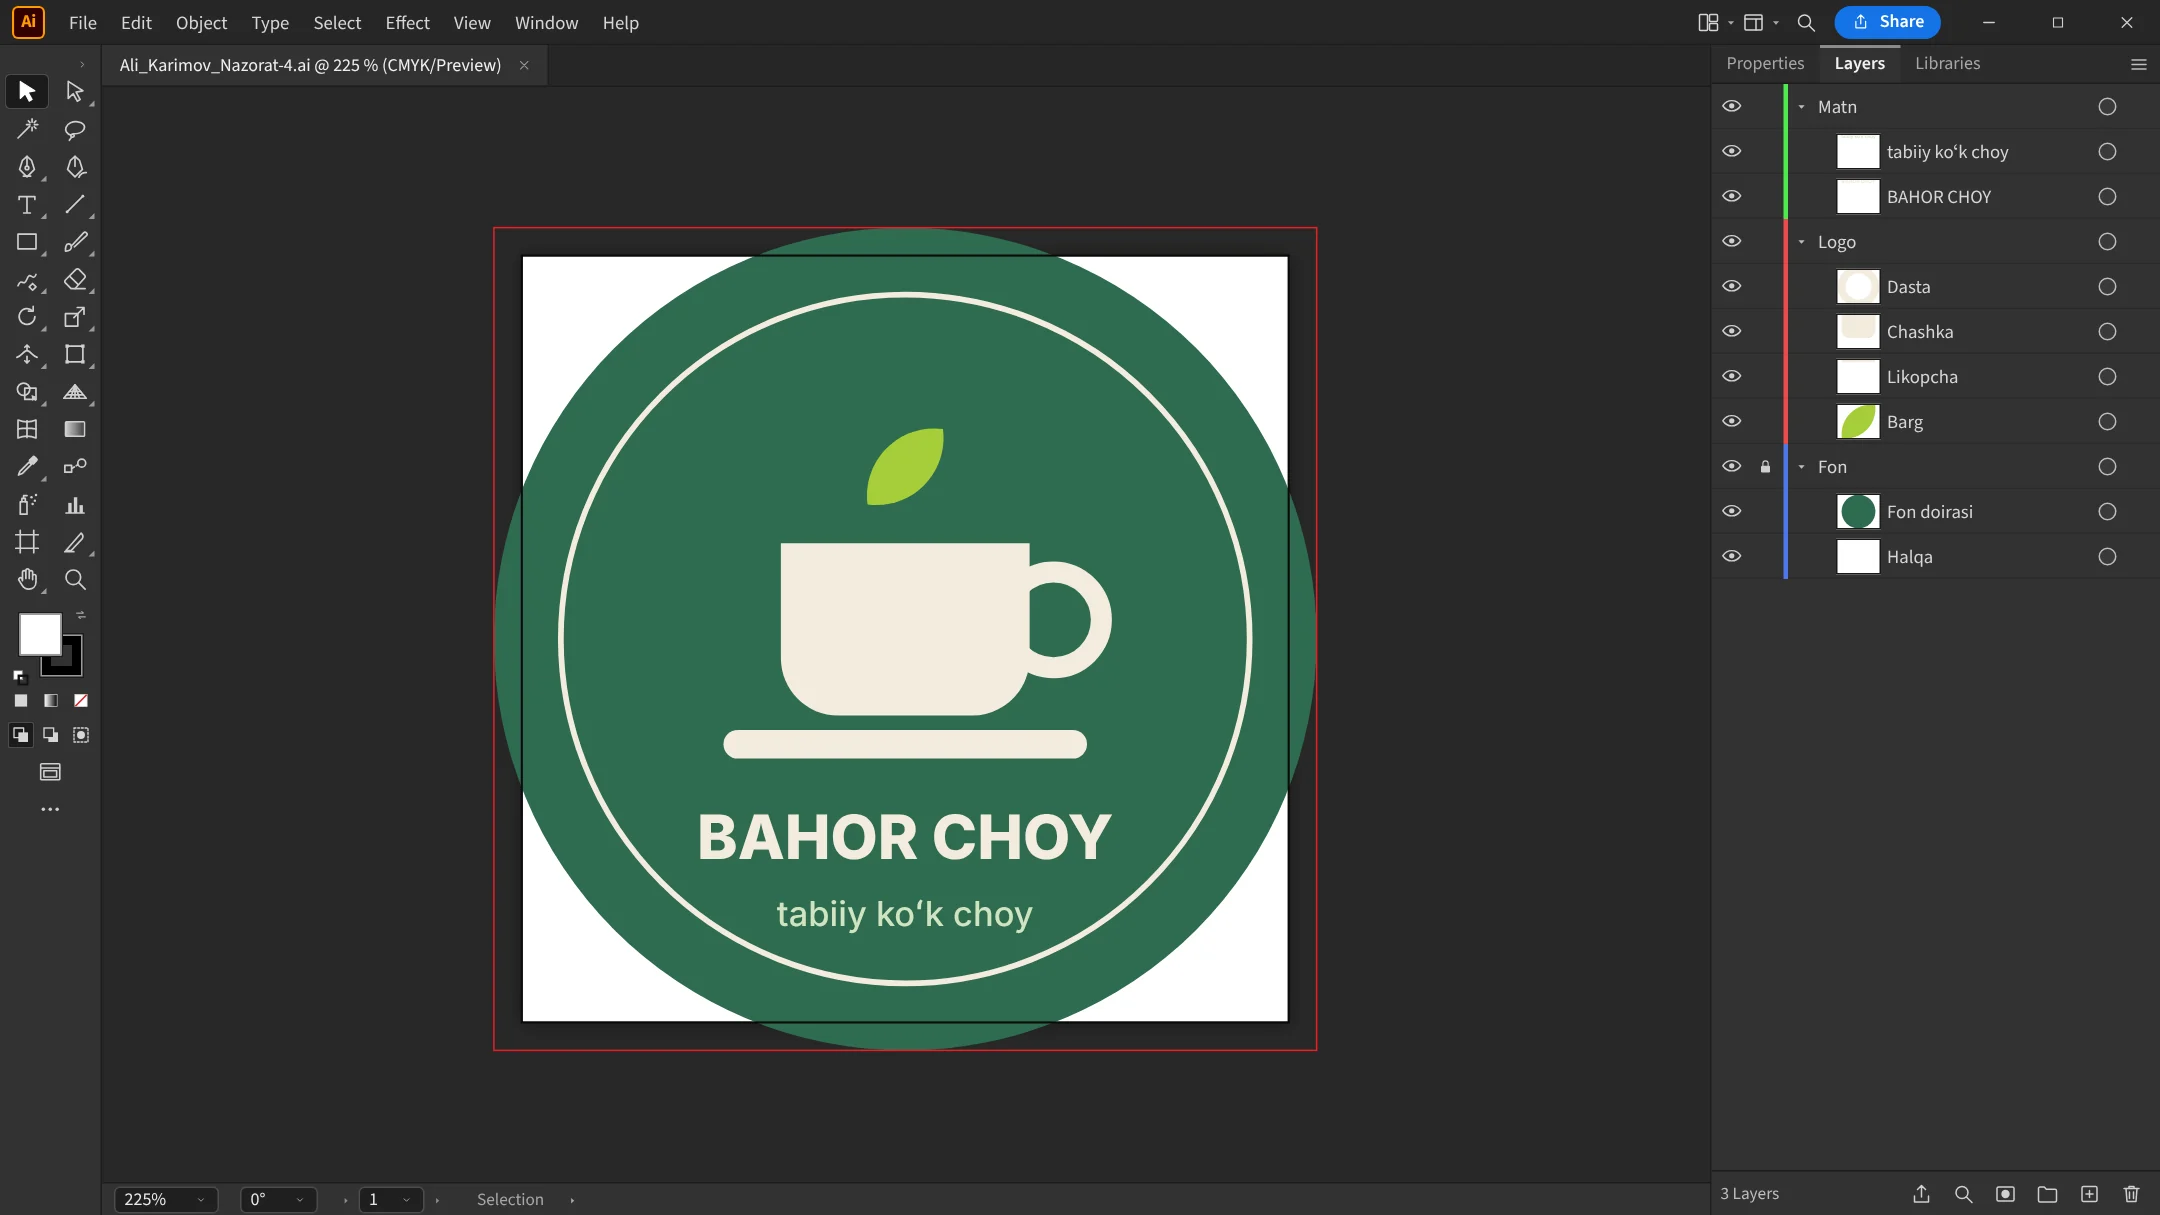 Ai File Edit Object Type Select Effect View Window Help Share
Ali_Karimov_Nazorat-4.ai @ 225 % (CMYK/Preview)
Properties Layers Libraries
Matn
tabiiy ko‘k choy
BAHOR CHOY
Logo
Dasta
Chashka
Likopcha
Barg
Fon
Fon doirasi
Halqa
BAHOR CHOY
tabiiy ko‘k choy
225% 0° 1 Selection
3 Layers